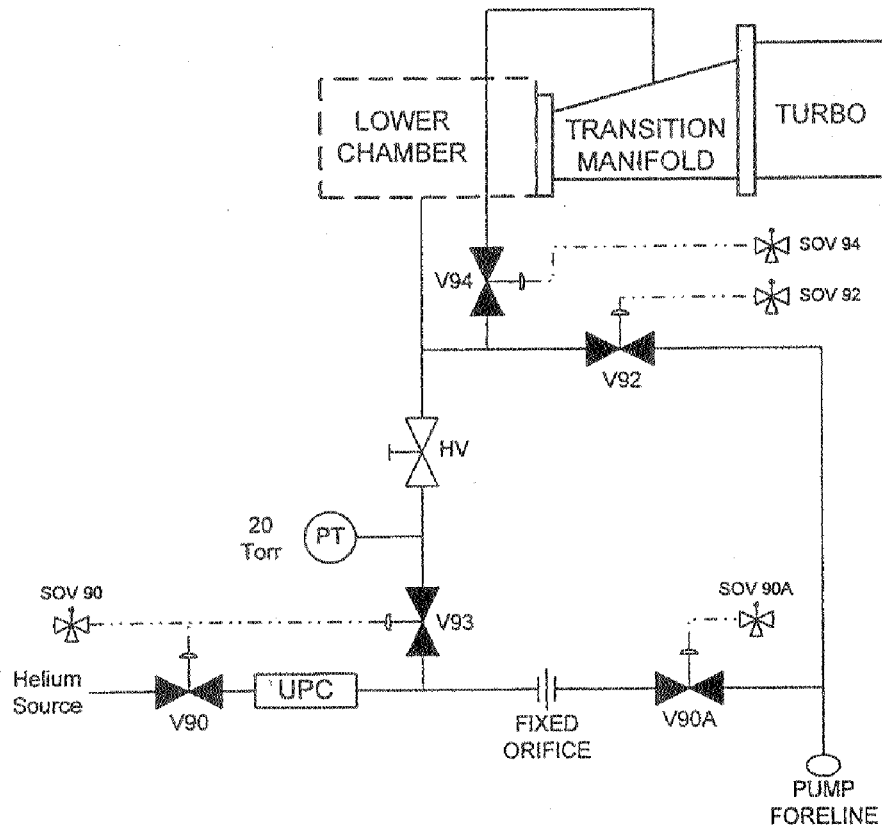 LOWER
CHAMBER
TRANSITION
MANIFOLD
TURBO
SOV 94
V94
SOV 92
V92
HV
20
Torr
PT
SOV 90
V93
SOV 90A
Helium
Source
V90
UPC
FIXED
ORIFICE
V90A
PUMP
FORELINE